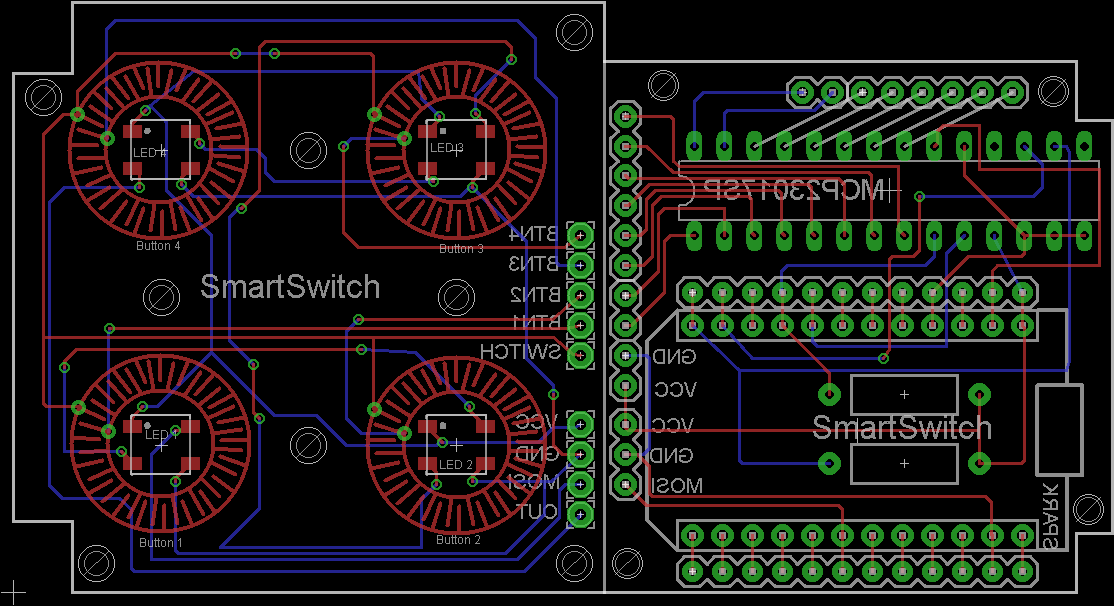 LED 4
LED 3
MCP23017SP
Button 4
Button 3
BTN4
BTN3
SmartSwitch
BTN2
BTN1
SWITCH
GND
VCC
VCC
VCC
SmartSwitch
LED 1
LED 2
GND
GND
MOSI
MOSI
OUT
SPARK
Button 1
Button 2